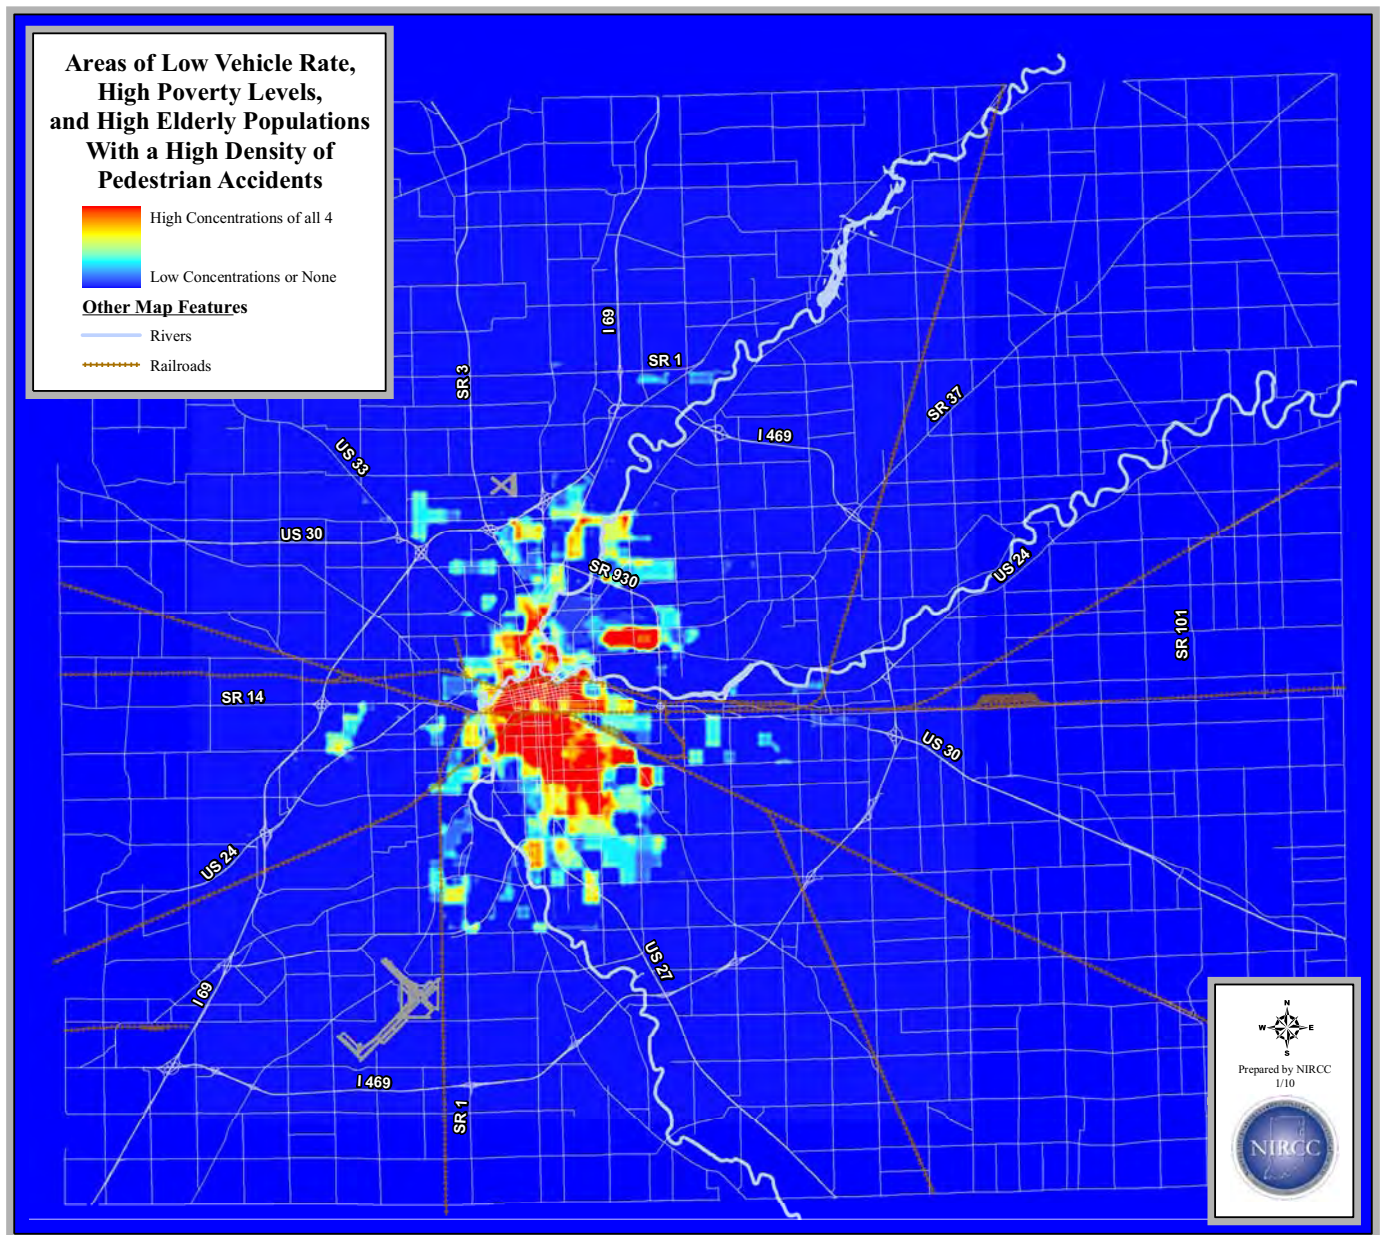 Areas of Low Vehicle Rate,
High Poverty Levels,
and High Elderly Populations
With a High Density of
Pedestrian Accidents
High Concentrations of all 4
Low Concentrations or None
Other Map Features
Rivers
Railroads
I 69
SR 1
SR 3
SR 37
I 469
US 33
US 30
US 24
SR 930
SR 101
SR 14
US 30
US 24
US 27
I 69
I 469
SR 1
N
W E
S
Prepared by NIRCC
1/10
NIRCC